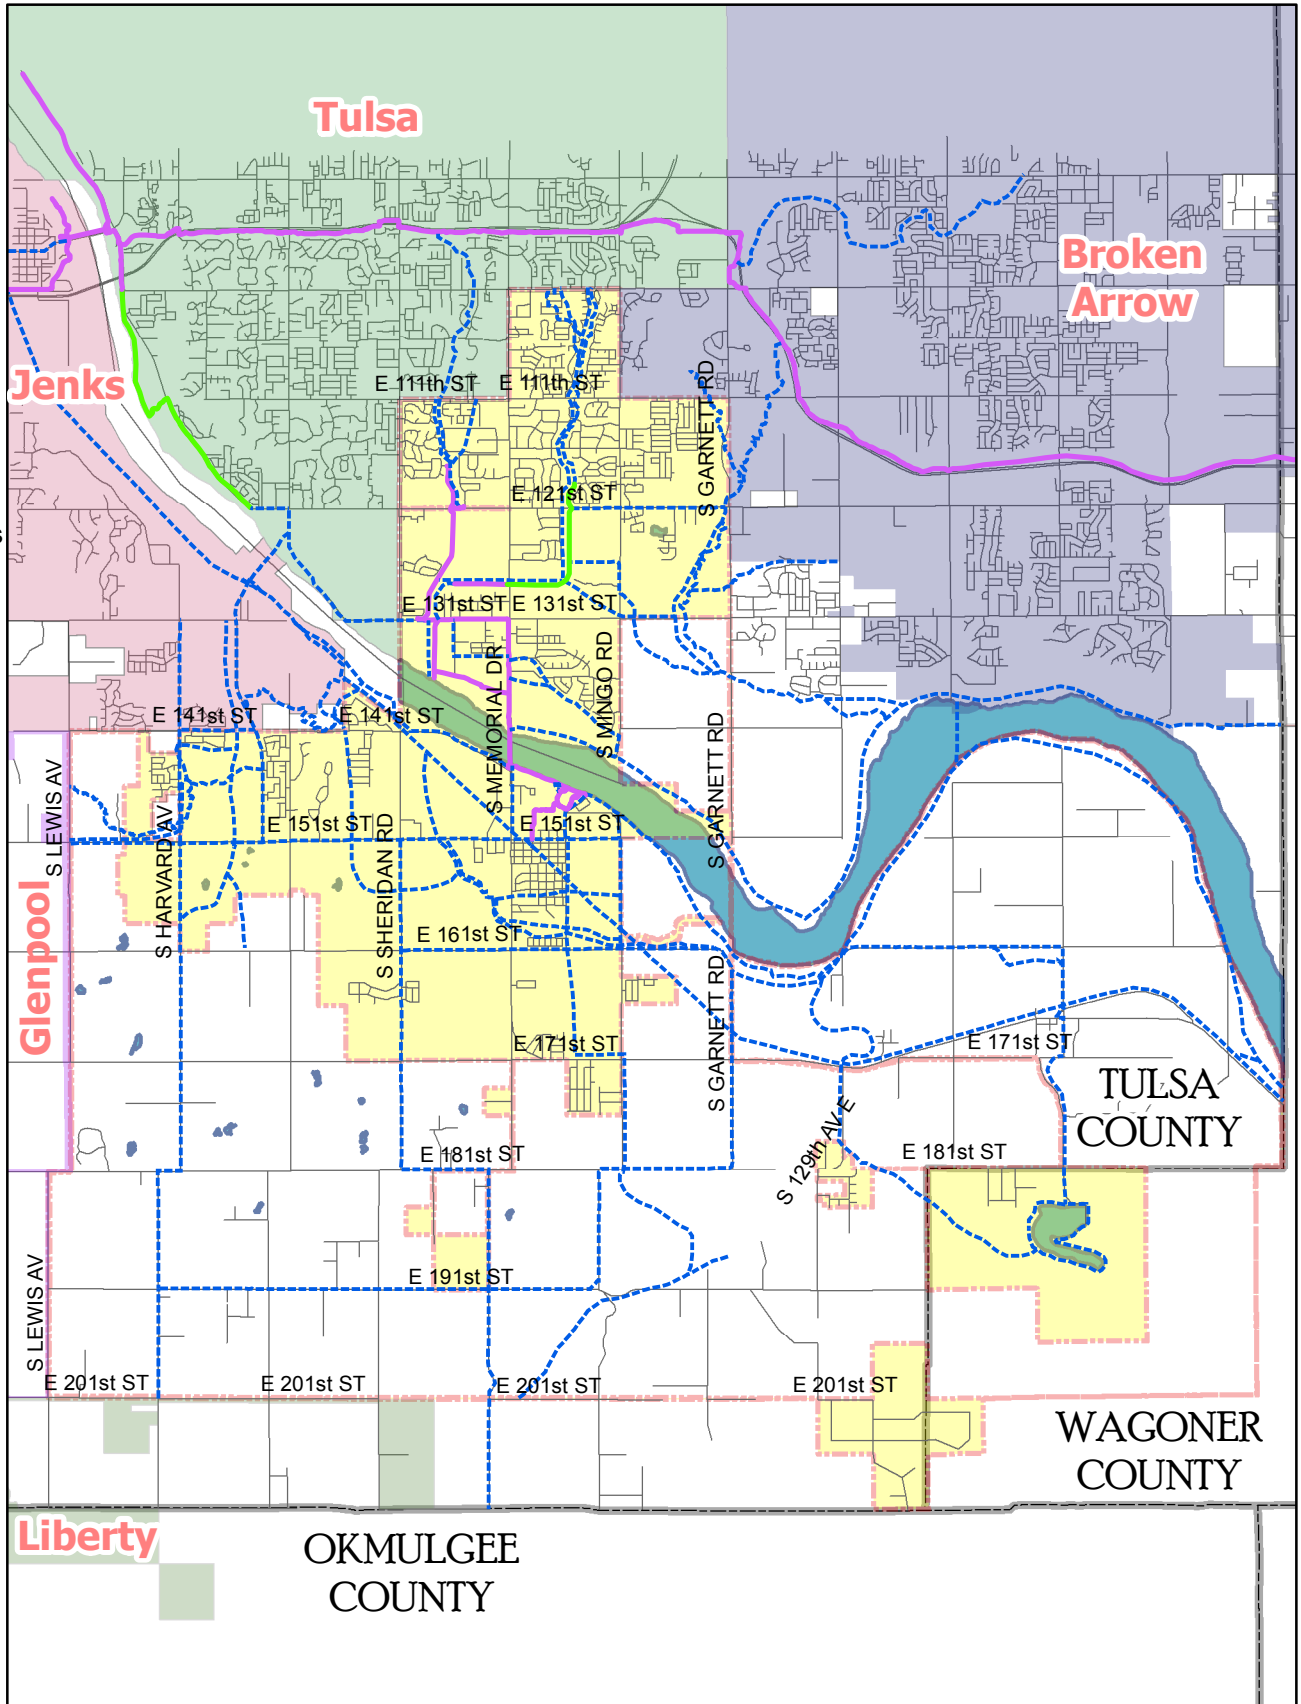 Tulsa
Broken
Arrow
Jenks
E 111th ST
E 111th ST
S GARNETT RD
E 121st ST
E 131st ST
E 131st ST
S MEMORIAL DR
S MINGO RD
E 141st ST
E 141st ST
S GARNETT RD
S LEWIS AV
S HARVARD AV
E 151st ST
S SHERIDAN RD
E 151st ST
Glenpool
E 161st ST
S GARNETT RD
E 171st ST
E 171st ST
TULSA
COUNTY
S 129th AV E
E 181st ST
E 181st ST
S LEWIS AV
E 191st ST
E 201st ST
E 201st ST
E 201st ST
E 201st ST
WAGONER
COUNTY
Liberty
OKMULGEE
COUNTY